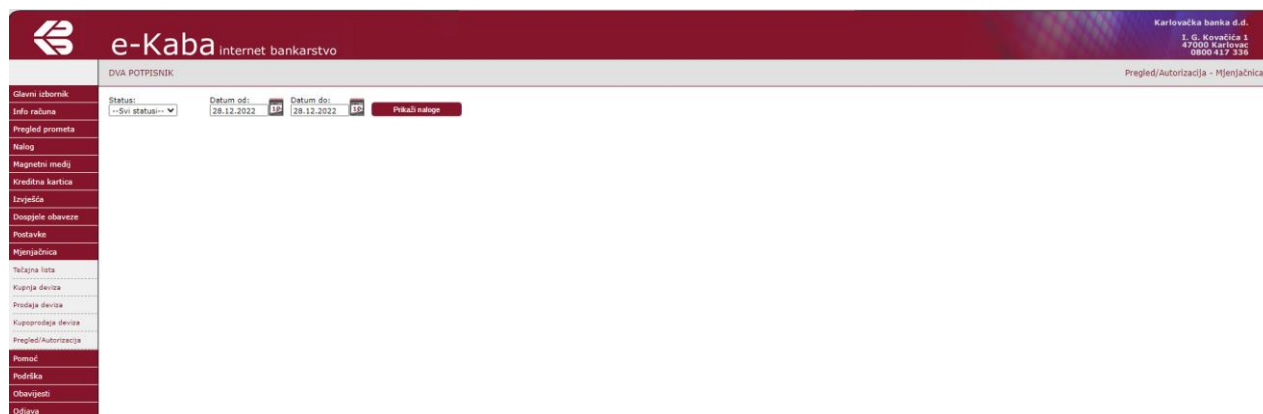 Karlovačka banka d.d.
I. G. Kovačića 1
47000 Karlovac
0800 417 336
e-Kaba internet bankarstvo
DVA POTPISNIK
Pregled/Autorizacija - Mjenjačnica
Glavni izbornik
Info računa
Pregled prometa
Nalog
Magnetni medij
Kreditna kartica
Izvješća
Dospjele obaveze
Postavke
Mjenjačnica
Tečajna lista
Kupnja deviza
Prodaja deviza
Kupoprodaja deviza
Pregled/Autorizacija
Pomoć
Podrška
Obavijesti
Odjava
Status: Datum od: Datum do:
--Svi statusi-- 28.12.2022 28.12.2022 Prikaži naloge